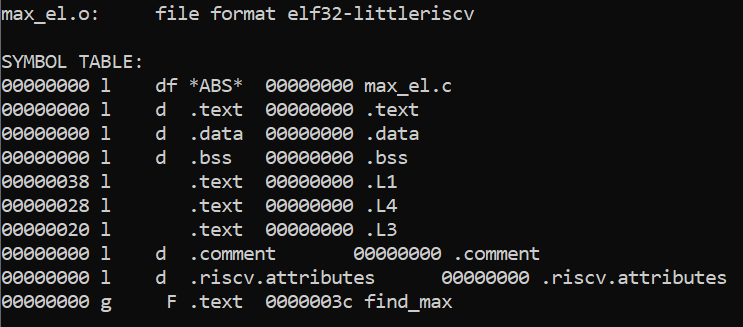 max_el.o:     file format elf32-littleriscv

SYMBOL TABLE:
00000000 l    df *ABS*  00000000 max_el.c
00000000 l    d  .text  00000000 .text
00000000 l    d  .data  00000000 .data
00000000 l    d  .bss   00000000 .bss
00000038 l       .text  00000000 .L1
00000028 l       .text  00000000 .L4
00000020 l       .text  00000000 .L3
00000000 l    d  .comment       00000000 .comment
00000000 l    d  .riscv.attributes      00000000 .riscv.attributes
00000000 g     F .text  0000003c find_max